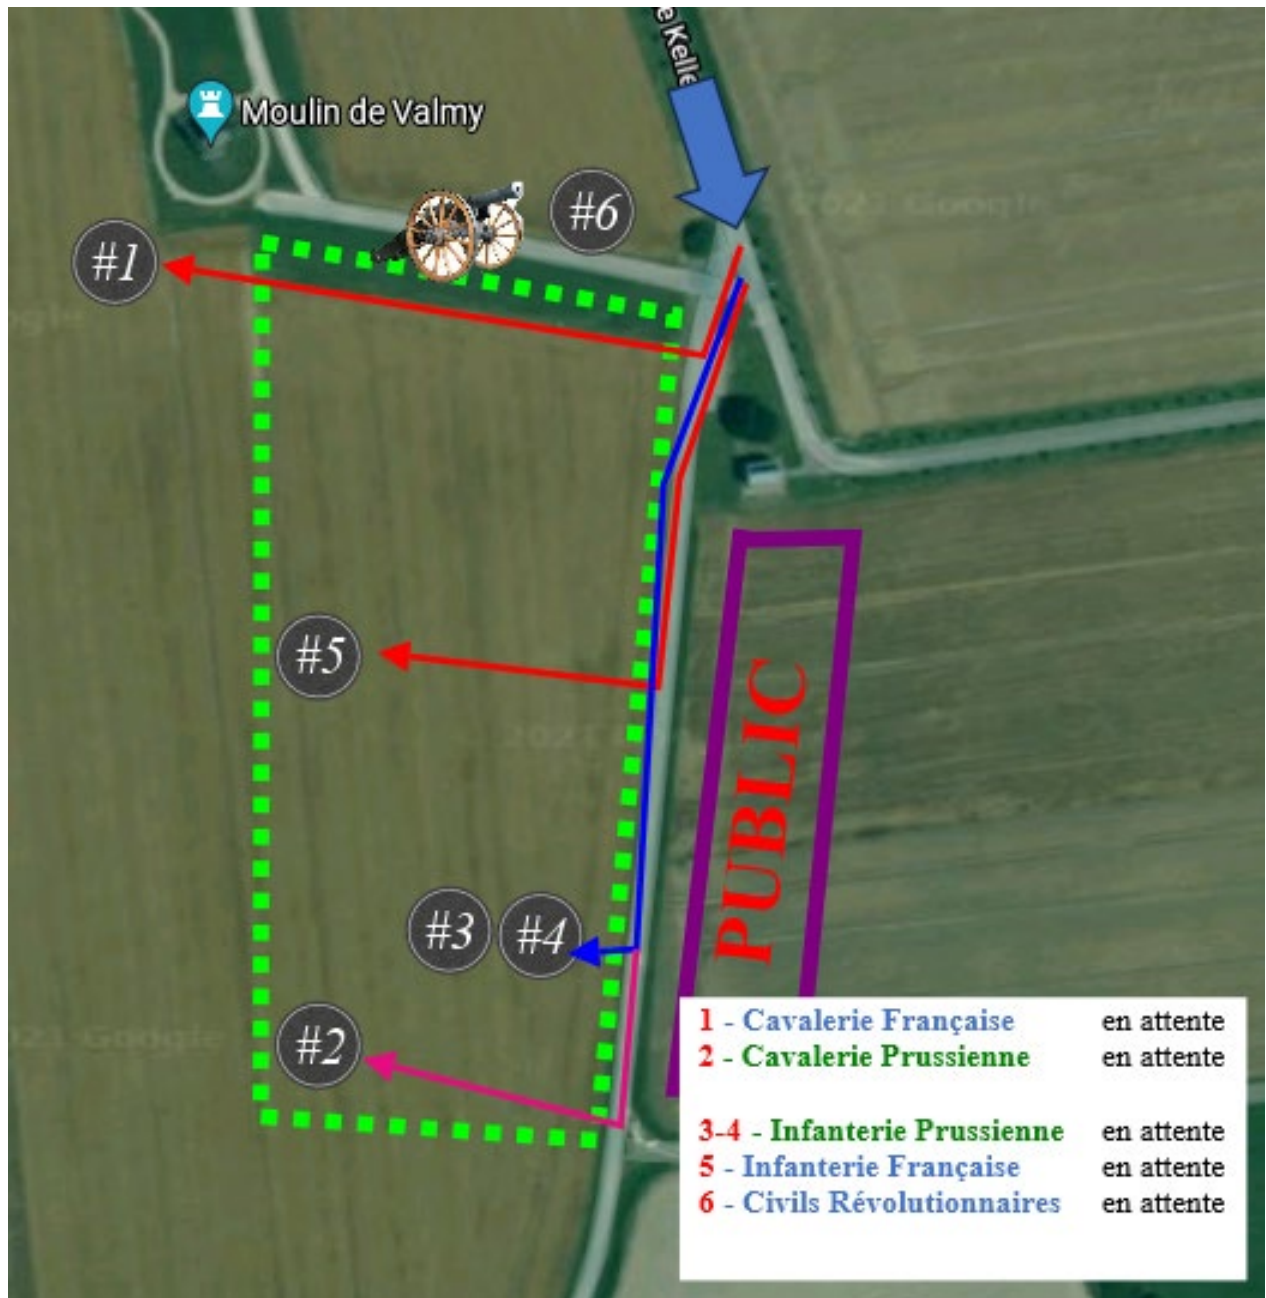 e Kelle
Moulin de Valmy
#6
#1
#5
PUBLIC
#3
#4
#2
1 - Cavalerie Française en attente
2 - Cavalerie Prussienne en attente
3-4 - Infanterie Prussienne en attente
5 - Infanterie Française en attente
6 - Civils Révolutionnaires en attente